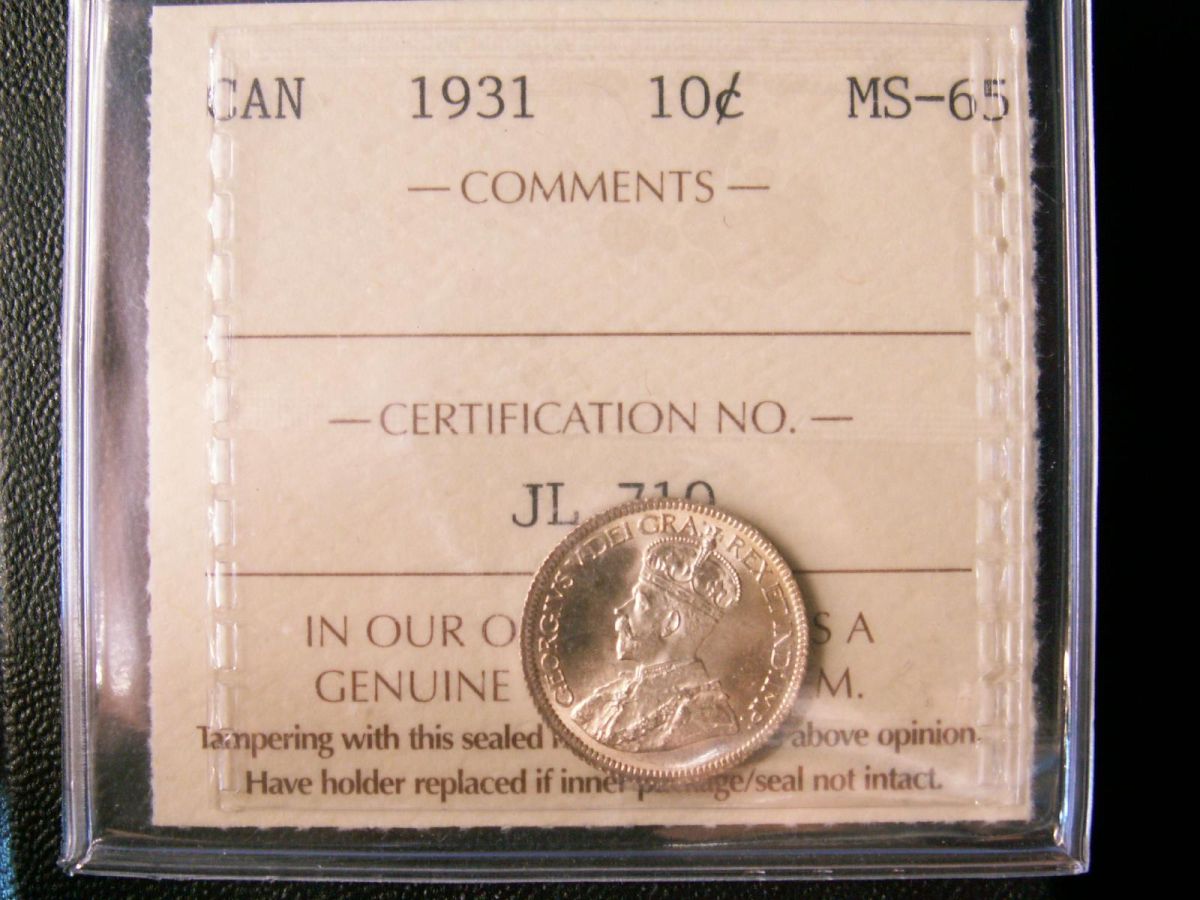 CAN 1931 10¢ MS-65
— COMMENTS —
— CERTIFICATION NO. —
JL 710
GEORGIVS V DEI GRA: REX ET IND:IMP:
IN OUR O S A
GENUINE M.
Tampering with this sealed above opinion.
Have holder replaced if inner package/seal not intact.